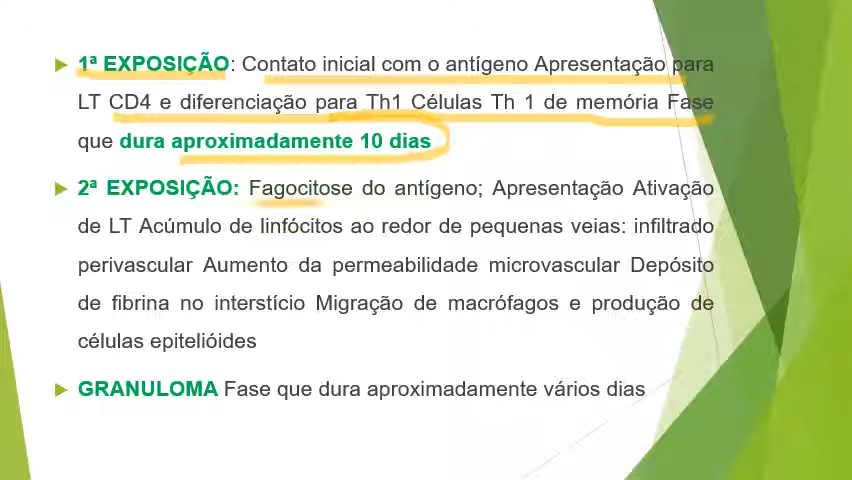 1ª EXPOSIÇÃO: Contato inicial com o antígeno Apresentação para
LT CD4 e diferenciação para Th1 Células Th 1 de memória Fase
que dura aproximadamente 10 dias
2ª EXPOSIÇÃO: Fagocitose do antígeno; Apresentação Ativação
de LT Acúmulo de linfócitos ao redor de pequenas veias: infiltrado
perivascular Aumento da permeabilidade microvascular Depósito
de fibrina no interstício Migração de macrófagos e produção de
células epitelióides
GRANULOMA Fase que dura aproximadamente vários dias